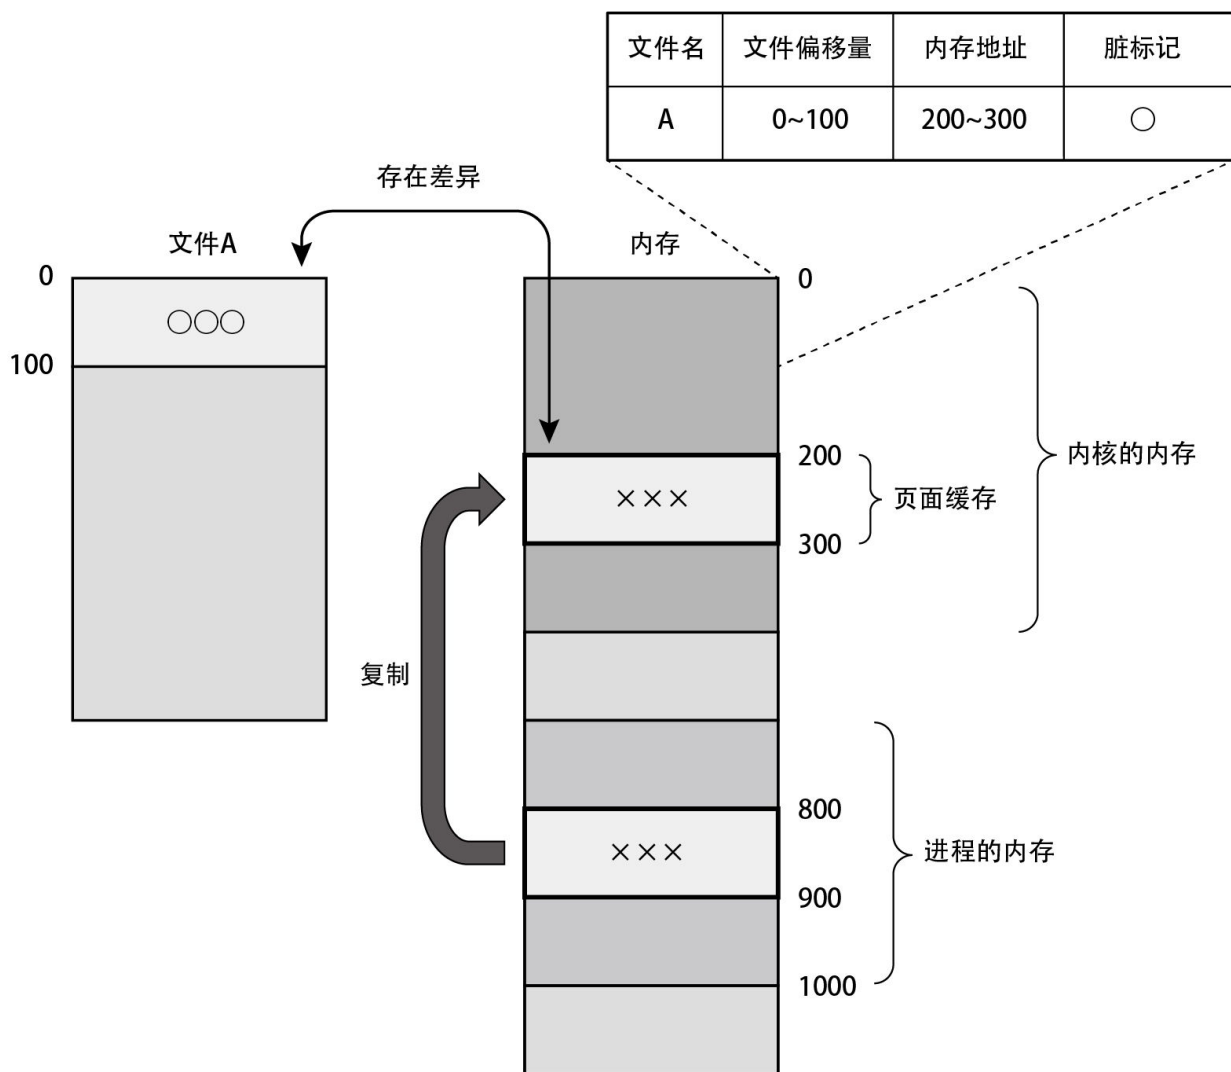 文件名 文件偏移量 内存地址 脏标记
A 0~100 200~300 ○
存在差异
文件A
内存
0
0
○○○
100
200
×××
页面缓存
内核的内存
300
复制
800
×××
进程的内存
900
1000